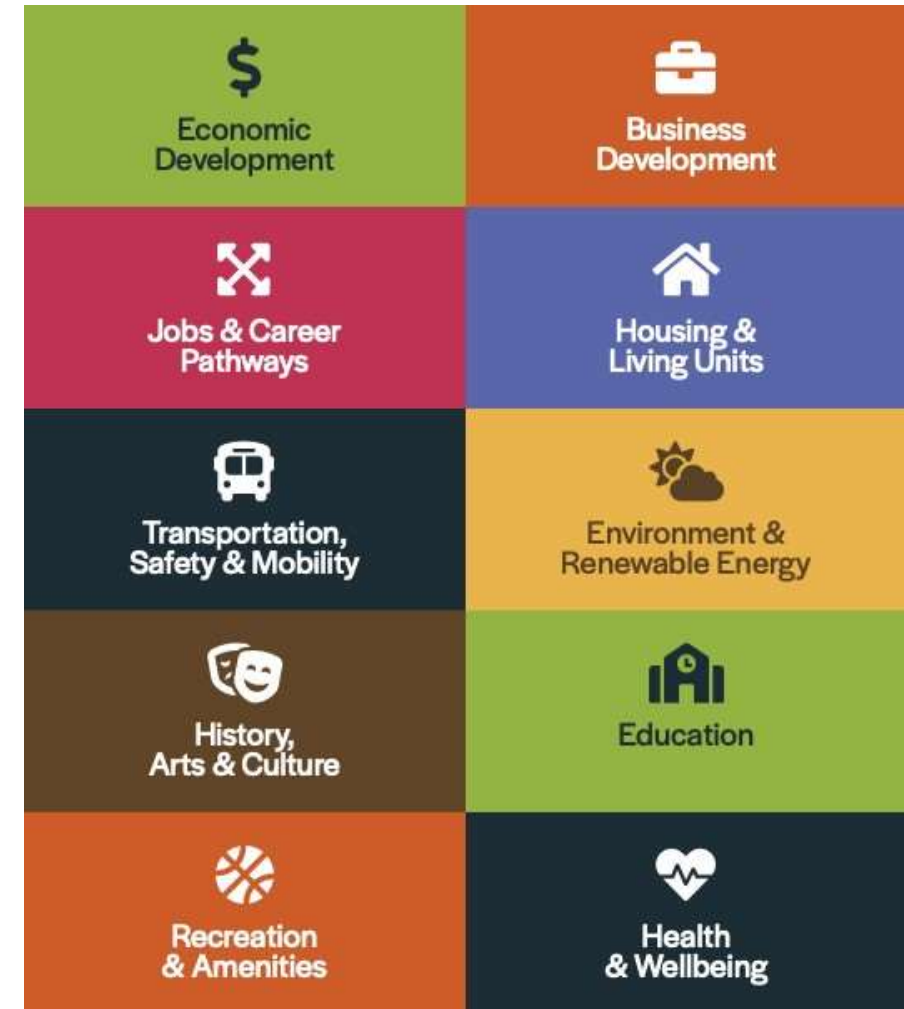 Economic
Development
Business
Development
Jobs & Career
Pathways
Housing &
Living Units
Transportation,
Safety & Mobility
Environment &
Renewable Energy
History,
Arts & Culture
Education
Recreation
& Amenities
Health
& Wellbeing